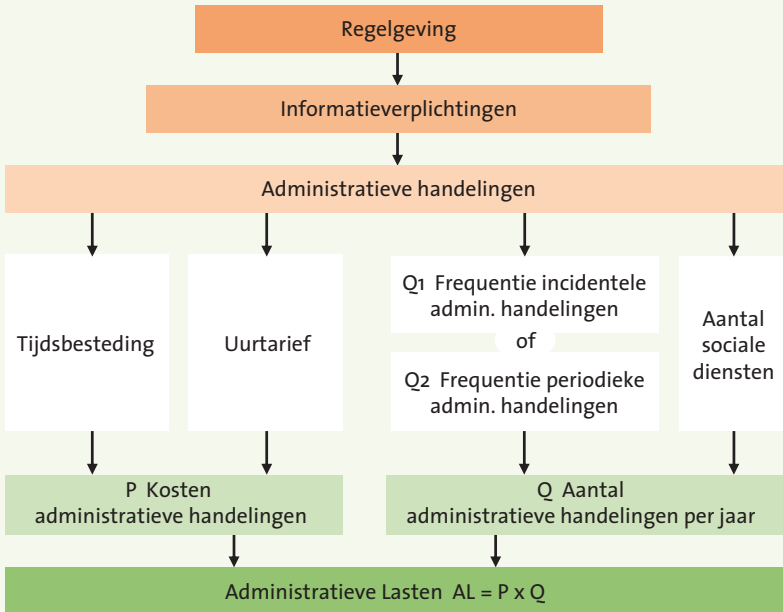 Regelgeving
Informatieverplichtingen
Administratieve handelingen
Tijdsbesteding
Uurtarief
Q1 Frequentie incidentele
admin. handelingen
of
Q2 Frequentie periodieke
admin. handelingen
Aantal
sociale
diensten
P Kosten
administratieve handelingen
Q Aantal
administratieve handelingen per jaar
Administratieve Lasten AL = P x Q